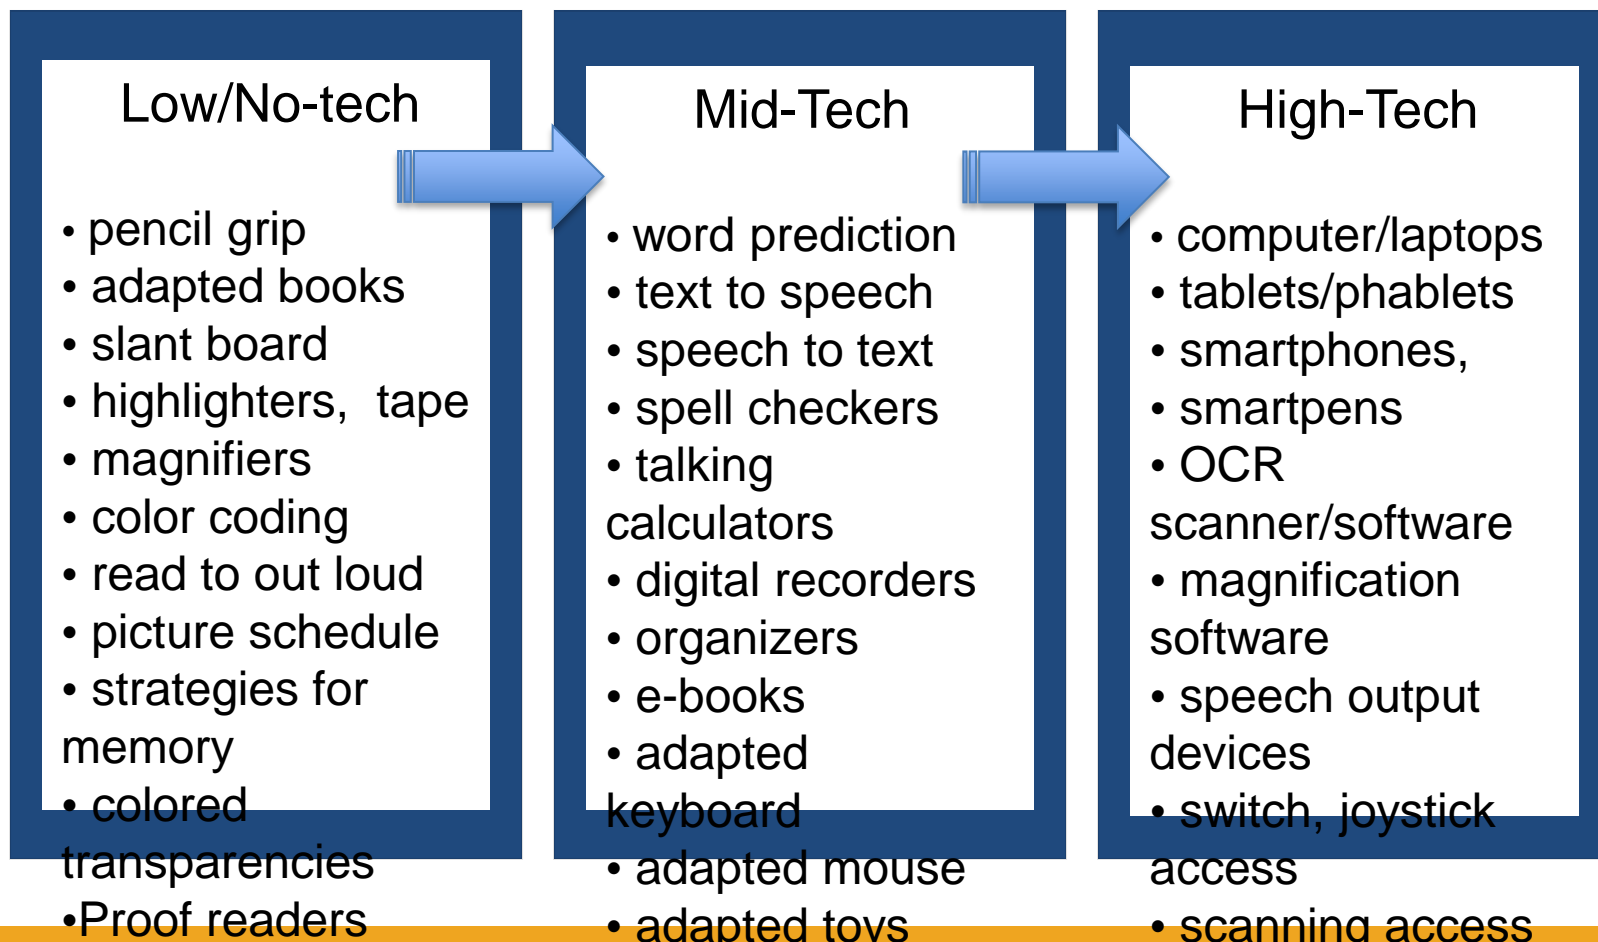 Low/No-tech
• pencil grip
• adapted books
• slant board
• highlighters,  tape
• magnifiers
• color coding
• read to out loud
• picture schedule
• strategies for
memory
• colored
transparencies
•Proof readers
Mid-Tech
• word prediction
• text to speech
• speech to text
• spell checkers
• talking
calculators
• digital recorders
• organizers
• e-books
• adapted
keyboard
• adapted mouse
• adapted toys
High-Tech
• computer/laptops
• tablets/phablets
• smartphones,
• smartpens
• OCR
scanner/software
• magnification
software
• speech output
devices
• switch, joystick
access
• scanning access